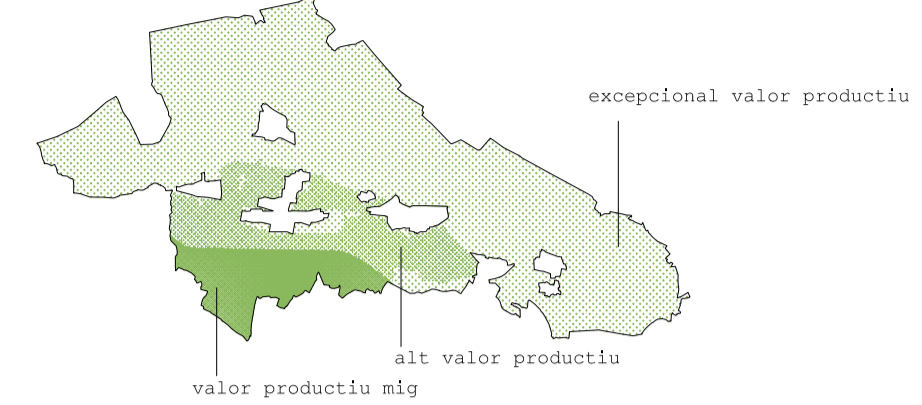 excepcional valor productiu
alt valor productiu
valor productiu mig